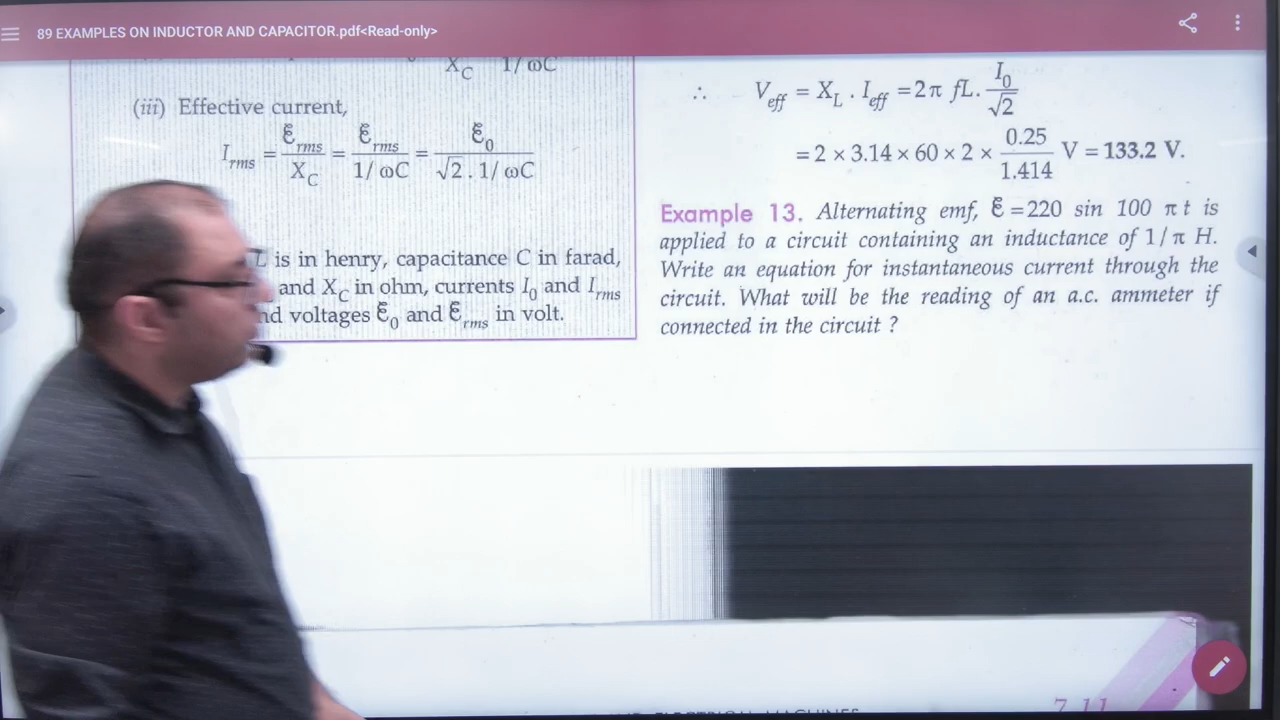 89 EXAMPLES ON INDUCTOR AND CAPACITOR.pdf<Read-only>
X_C 1/ωC
(iii) Effective current,
I_rms = ℰ_rms / X_C = ℰ_rms / 1/ωC = ℰ_0 / √2 . 1/ωC
L is in henry, capacitance C in farad,
and X_C in ohm, currents I_0 and I_rms
nd voltages ℰ_0 and ℰ_rms in volt.
∴ V_eff = X_L . I_eff = 2π fL. I_0 / √2
= 2 × 3.14 × 60 × 2 × 0.25 / 1.414 V = 133.2 V.
Example 13. Alternating emf, ℰ = 220 sin 100 π t is
applied to a circuit containing an inductance of 1/π H.
Write an equation for instantaneous current through the
circuit. What will be the reading of an a.c. ammeter if
connected in the circuit ?
7.11